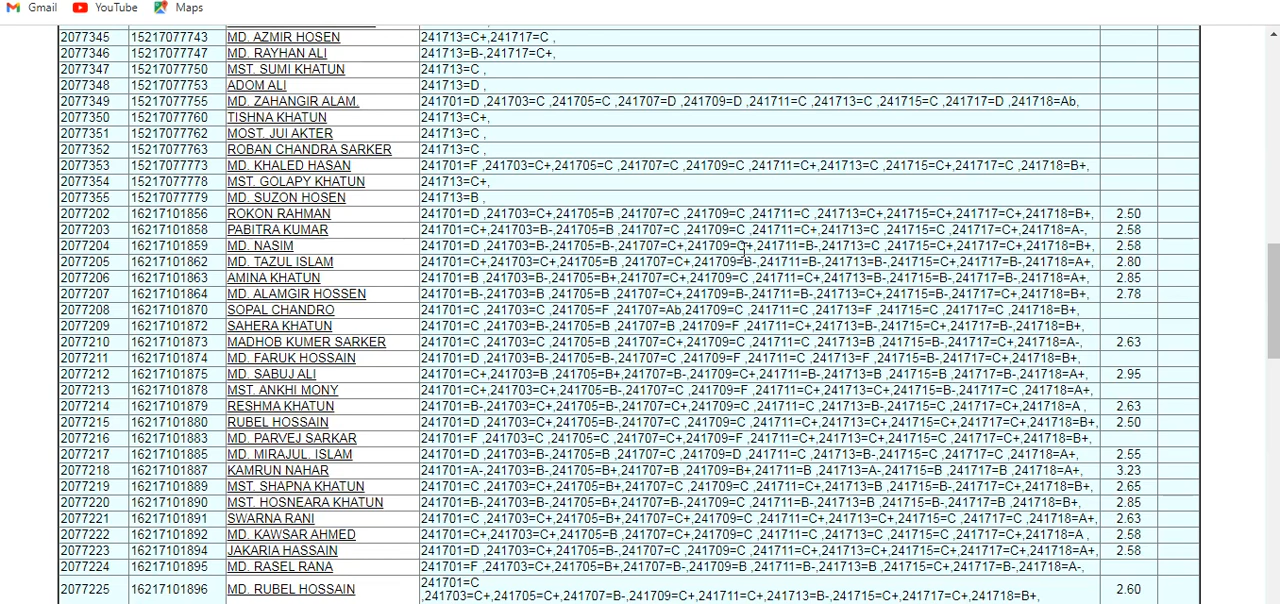 Gmail YouTube Maps
2077345 15217077743 MD. AZMIR HOSEN 241713=C+,241717=C ,
2077346 15217077747 MD. RAYHAN ALI 241713=B-,241717=C+,
2077347 15217077750 MST. SUMI KHATUN 241713=C ,
2077348 15217077753 ADOM ALI 241713=D ,
2077349 15217077755 MD. ZAHANGIR ALAM. 241701=D ,241703=C ,241705=C ,241707=D ,241709=D ,241711=C ,241713=C ,241715=C ,241717=D ,241718=Ab,
2077350 15217077760 TISHNA KHATUN 241713=C+,
2077351 15217077762 MOST. JUI AKTER 241713=C ,
2077352 15217077763 ROBAN CHANDRA SARKER 241713=C ,
2077353 15217077773 MD. KHALED HASAN 241701=F ,241703=C+,241705=C ,241707=C ,241709=C ,241711=C+,241713=C ,241715=C+,241717=C ,241718=B+,
2077354 15217077778 MST. GOLAPY KHATUN 241713=C+,
2077355 15217077779 MD. SUZON HOSEN 241713=B ,
2077202 16217101856 ROKON RAHMAN 241701=D ,241703=C+,241705=B ,241707=C ,241709=C ,241711=C ,241713=C+,241715=C+,241717=C+,241718=B+, 2.50
2077203 16217101858 PABITRA KUMAR 241701=C+,241703=B-,241705=B-,241707=C ,241709=C ,241711=C+,241713=C ,241715=C+,241717=C ,241718=A-, 2.58
2077204 16217101859 MD. NASIM 241701=D ,241703=B-,241705=B-,241707=C+,241709=C+,241711=B-,241713=C ,241715=C+,241717=C+,241718=B+, 2.58
2077205 16217101862 MD. TAZUL ISLAM 241701=C+,241703=C+,241705=B ,241707=C+,241709=B-,241711=B-,241713=B-,241715=C+,241717=B-,241718=A+, 2.80
2077206 16217101863 AMINA KHATUN 241701=B ,241703=B-,241705=B+,241707=C+,241709=C ,241711=C+,241713=B-,241715=B-,241717=B-,241718=A+, 2.85
2077207 16217101864 MD. ALAMGIR HOSSEN 241701=B-,241703=B ,241705=B ,241707=C+,241709=B-,241711=B-,241713=C+,241715=B-,241717=C+,241718=B+, 2.78
2077208 16217101870 SOPAL CHANDRO 241701=C ,241703=C ,241705=F ,241707=Ab,241709=C ,241711=C ,241713=F ,241715=C ,241717=C ,241718=B+,
2077209 16217101872 SAHERA KHATUN 241701=C ,241703=B-,241705=B ,241707=B ,241709=F ,241711=C+,241713=B-,241715=C+,241717=B-,241718=B+,
2077210 16217101873 MADHOB KUMER SARKER 241701=C+,241703=C ,241705=C+,241707=C ,241709=C ,241711=C ,241713=B ,241715=B-,241717=C+,241718=A-, 2.63
2077211 16217101874 MD. FARUK HOSSAIN 241701=D ,241703=B-,241705=B-,241707=C ,241709=F ,241711=C ,241713=F ,241715=B-,241717=C+,241718=B+,
2077212 16217101875 MD. SABUJ ALI 241701=C+,241703=B ,241705=B+,241707=B-,241709=C+,241711=B-,241713=B ,241715=B ,241717=B-,241718=A+, 2.95
2077213 16217101878 MST. ANKHI MONY 241701=C+,241703=C+,241705=B-,241707=C ,241709=F ,241711=C+,241713=C+,241715=B-,241717=C ,241718=A+,
2077214 16217101879 RESHMA KHATUN 241701=B-,241703=C+,241705=B-,241707=C+,241709=C ,241711=C+,241713=B-,241715=C ,241717=C+,241718=A , 2.63
2077215 16217101880 RUBEL HOSSAIN 241701=D ,241703=C+,241705=B-,241707=C ,241709=C ,241711=C+,241713=C+,241715=C+,241717=C+,241718=B+, 2.50
2077216 16217101883 MD. PARVEJ SARKAR 241701=F ,241703=C ,241705=C ,241707=C+,241709=F ,241711=C+,241713=C+,241715=C ,241717=C+,241718=B+,
2077217 16217101885 MD. MIRAJUL. ISLAM 241701=D ,241703=B-,241705=B ,241707=C ,241709=D ,241711=C ,241713=B-,241715=C ,241717=C ,241718=A+, 2.55
2077218 16217101887 KAMRUN NAHAR 241701=A-,241703=B-,241705=B+,241707=B ,241709=B+,241711=B ,241713=A-,241715=B ,241717=B ,241718=A+, 3.23
2077219 16217101889 MST. SHAPNA KHATUN 241701=C ,241703=C+,241705=B+,241707=C ,241709=C ,241711=C+,241713=B ,241715=B-,241717=C+,241718=A+, 2.65
2077220 16217101890 MST. HOSNEARA KHATUN 241701=B-,241703=B-,241705=B+,241707=B-,241709=C ,241711=B-,241713=B ,241715=B-,241717=B ,241718=B+, 2.85
2077221 16217101891 SWARNA RANI 241701=C ,241703=C+,241705=B+,241707=C+,241709=C ,241711=C+,241713=C+,241715=C ,241717=C ,241718=A+, 2.63
2077222 16217101892 MD. KAWSAR AHMED 241701=C+,241703=C+,241705=B ,241707=C+,241709=C ,241711=C ,241713=C ,241715=C ,241717=C+,241718=A , 2.58
2077223 16217101894 JAKARIA HASSAIN 241701=D ,241703=C+,241705=B-,241707=C ,241709=C ,241711=C+,241713=C+,241715=C+,241717=C+,241718=A+, 2.58
2077224 16217101895 MD. RASEL RANA 241701=F ,241703=C+,241705=B+,241707=B-,241709=B ,241711=B-,241713=B ,241715=C+,241717=B-,241718=A-,
2077225 16217101896 MD. RUBEL HOSSAIN 241701=C
,241703=C+,241705=C+,241707=B-,241709=C+,241711=C+,241713=B-,241715=C+,241717=C+,241718=B+, 2.60